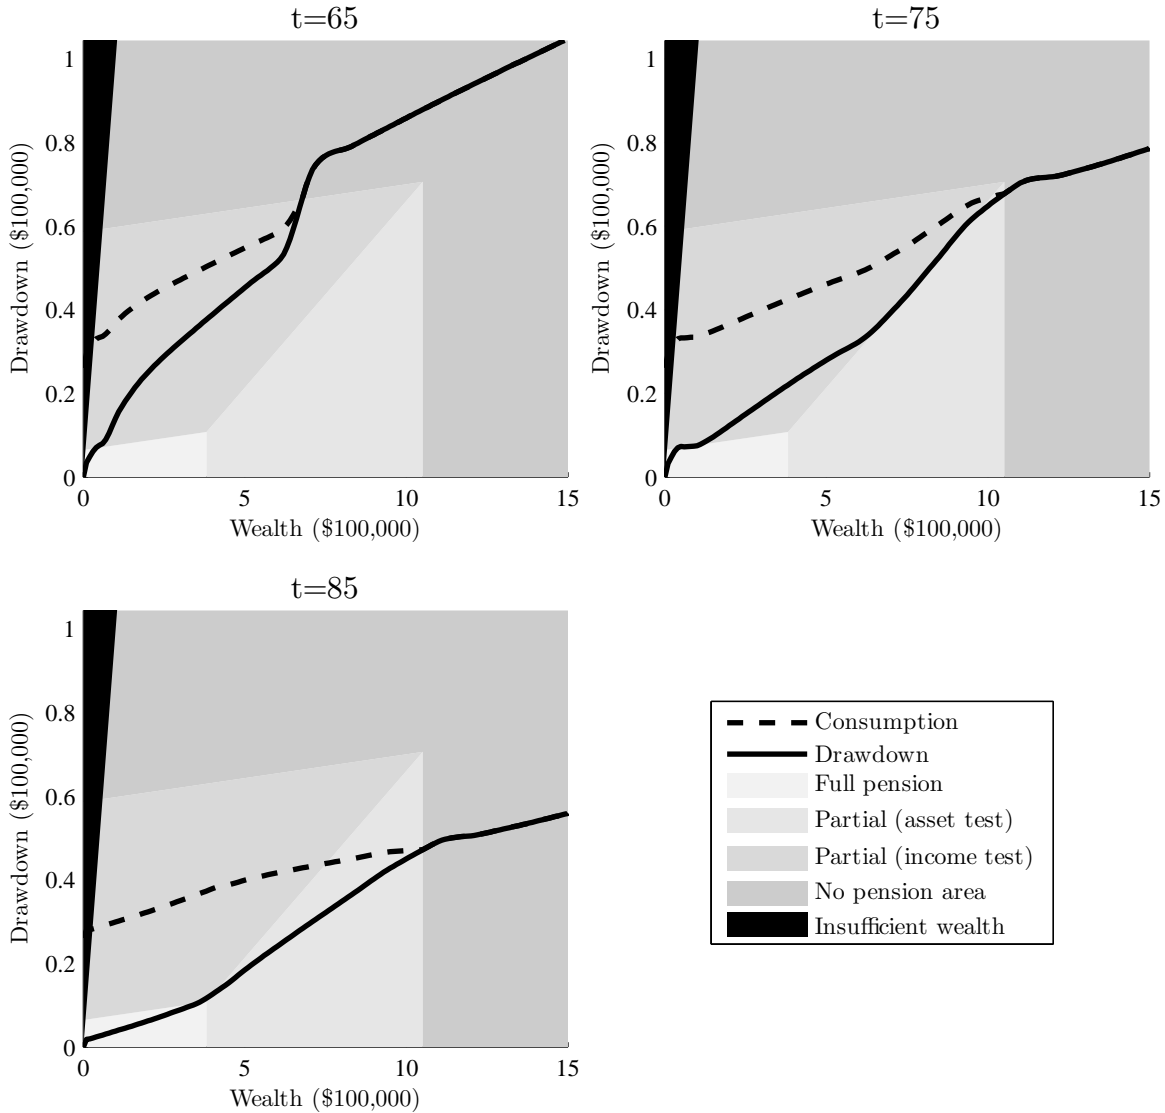 t=65
t=75
1
0.8
0.6
0.4
0.2
0
Drawdown ($100,000)
0 5 10 15
Wealth ($100,000)
1
0.8
0.6
0.4
0.2
0
Drawdown ($100,000)
0 5 10 15
Wealth ($100,000)
t=85
1
0.8
0.6
0.4
0.2
0
Drawdown ($100,000)
0 5 10 15
Wealth ($100,000)
Consumption
Drawdown
Full pension
Partial (asset test)
Partial (income test)
No pension area
Insufficient wealth